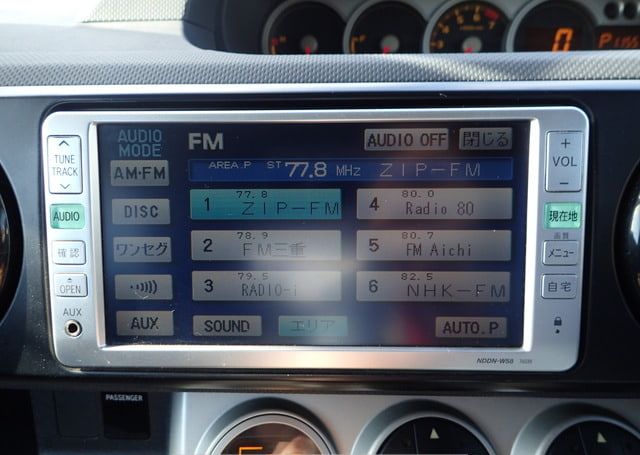 0 P
TUNE
TRACK
AUDIO
確認
OPEN
AUX
AUDIO
MODE
AM·FM
DISC
ワンセグ
AUX
FM
AUDIO OFF
閉じる
AREA.P ST 77.8 MHz ZIP-FM
77.8
1 ZIP-FM
80.0
4 Radio 80
78.9
2 FM三重
80.7
5 FM Aichi
79.5
3 RADIO-i
82.5
6 NHK-FM
SOUND
エリア
AUTO.P
+
VOL
-
現在地
画質
メニュー
自宅
NDDN-W58
PASSENGER